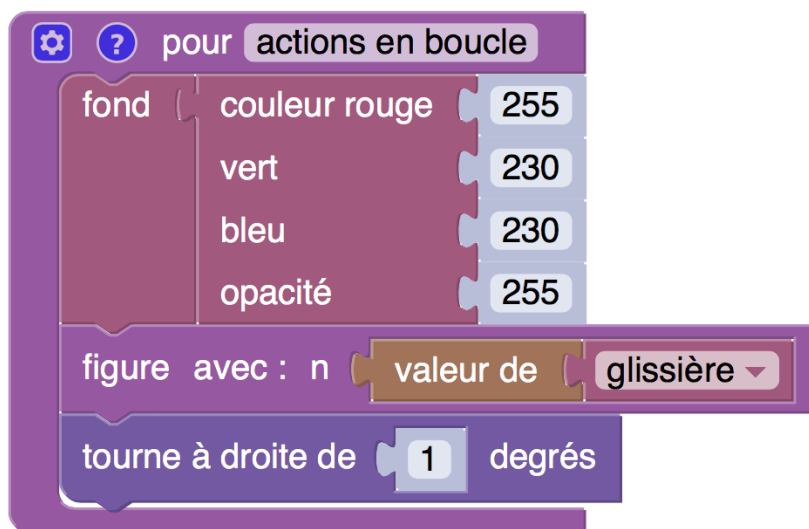 ? pour actions en boucle
fond couleur rouge 255
vert 230
bleu 230
opacité 255
figure avec : n valeur de glissière
tourne à droite de 1 degrés